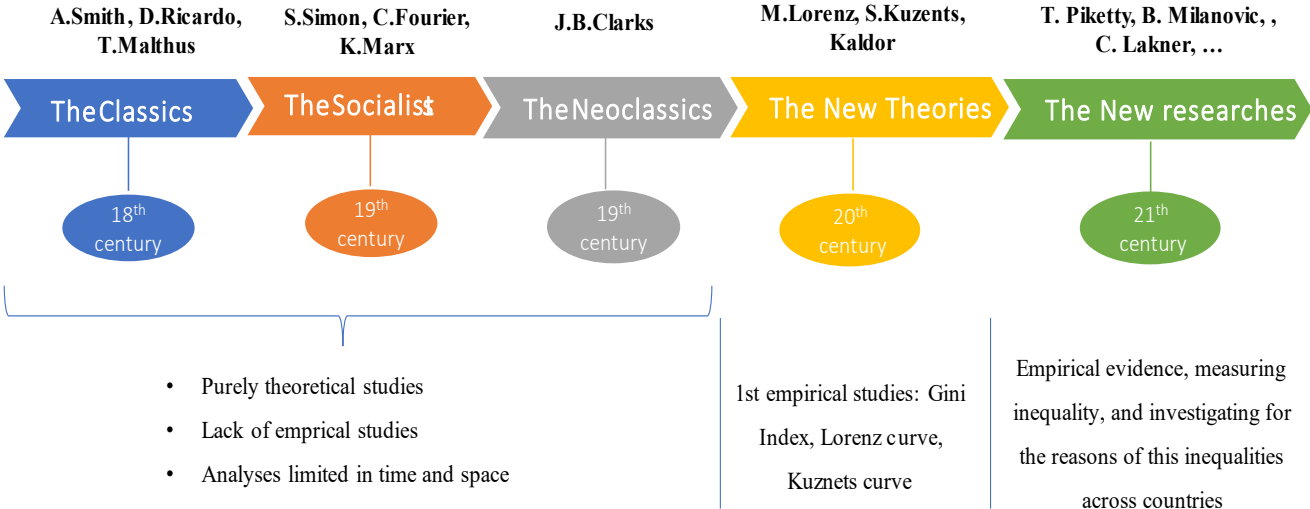 A.Smith, D.Ricardo,
T.Malthus
S.Simon, C.Fourier,
K.Marx
J.B.Clarks
M.Lorenz, S.Kuzents,
Kaldor
T. Piketty, B. Milanovic, ,
C. Lakner, …
TheClassics
TheSocialists
TheNeoclassics
The New Theories
The New researches
18th
century
19th
century
19th
century
20th
century
21th
century
• Purely theoretical studies
• Lack of emprical studies
• Analyses limited in time and space
1st empirical studies: Gini
Index, Lorenz curve,
Kuznets curve
Empirical evidence, measuring
inequality, and investigating for
the reasons of this inequalities
across countries